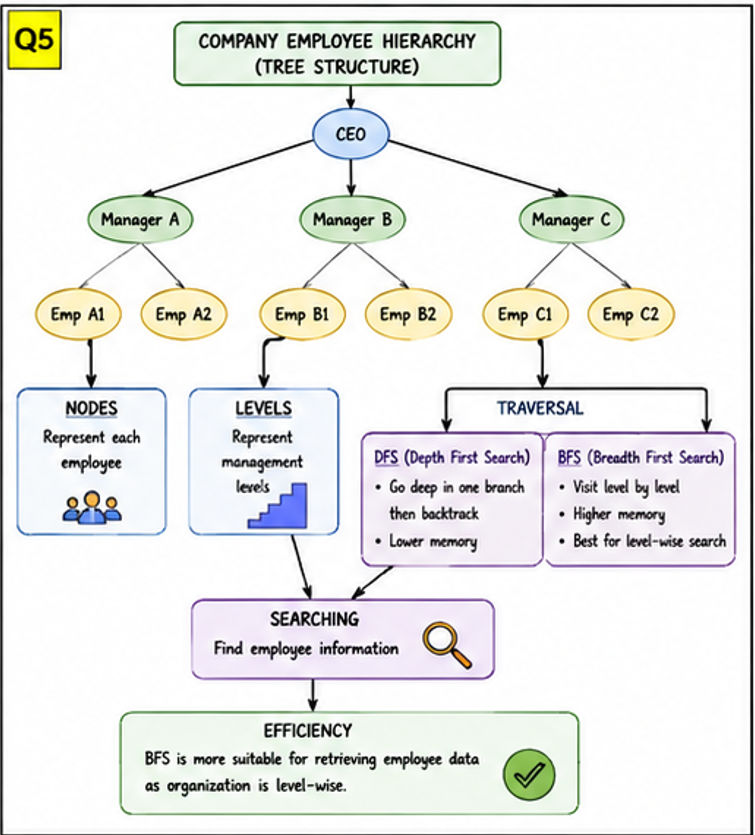 Q5
COMPANY EMPLOYEE HIERARCHY
(TREE STRUCTURE)
CEO
Manager A
Manager B
Manager C
Emp A1
Emp A2
Emp B1
Emp B2
Emp C1
Emp C2
NODES
Represent each
employee
LEVELS
Represent
management
levels
TRAVERSAL
DFS (Depth First Search)
• Go deep in one branch
then backtrack
• Lower memory
BFS (Breadth First Search)
• Visit level by level
• Higher memory
• Best for level-wise search
SEARCHING
Find employee information
EFFICIENCY
BFS is more suitable for retrieving employee data
as organization is level-wise.